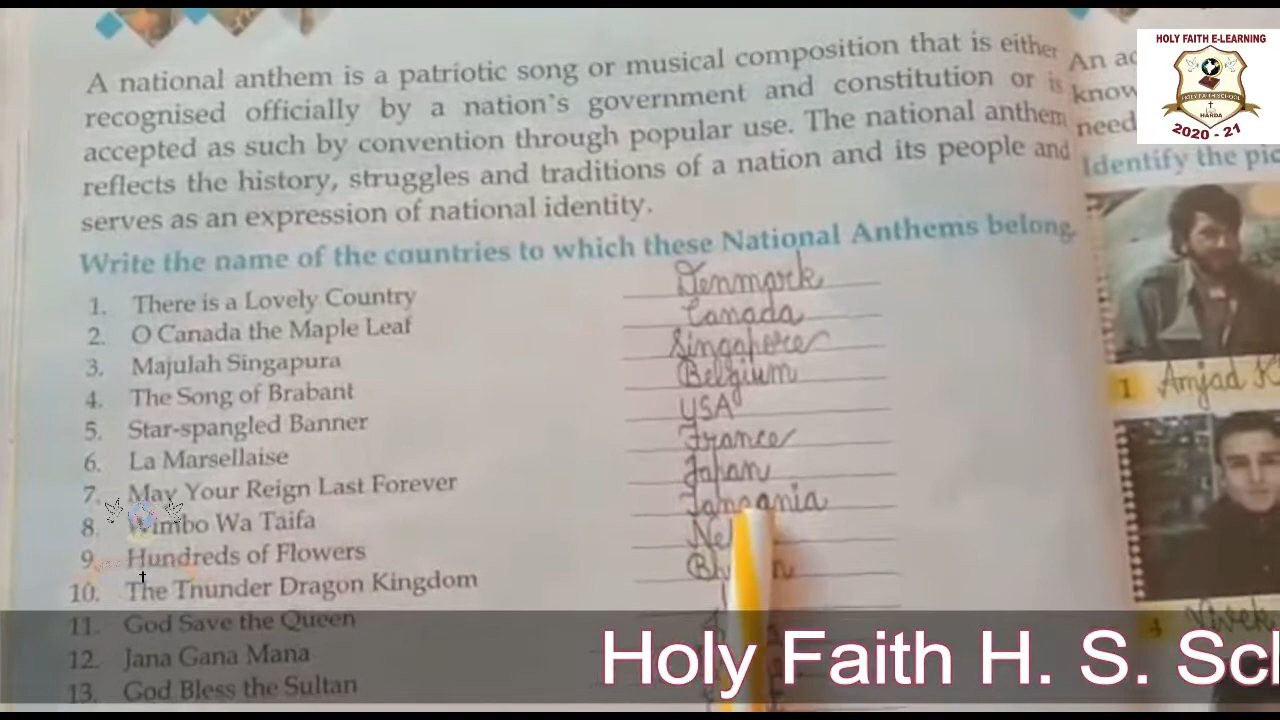 HOLY FAITH E-LEARNING
HOLY FAITH SCHOOL
HARDA
2020 - 21
A national anthem is a patriotic song or musical composition that is either
recognised officially by a nation's government and constitution or is
accepted as such by convention through popular use. The national anthem
reflects the history, struggles and traditions of a nation and its people and
serves as an expression of national identity.
Write the name of the countries to which these National Anthems belong.
1. There is a Lovely Country Denmark
2. O Canada the Maple Leaf Canada
3. Majulah Singapura Singapore
4. The Song of Brabant Belgium
5. Star-spangled Banner USA
6. La Marsellaise France
7. May Your Reign Last Forever Japan
8. Wimbo Wa Taifa Tanzania
9. Hundreds of Flowers
10. The Thunder Dragon Kingdom
11. God Save the Queen
12. Jana Gana Mana
13. God Bless the Sultan
An
know
need
Identify the
1 Amjad
4 Vivek
Holy Faith H. S.